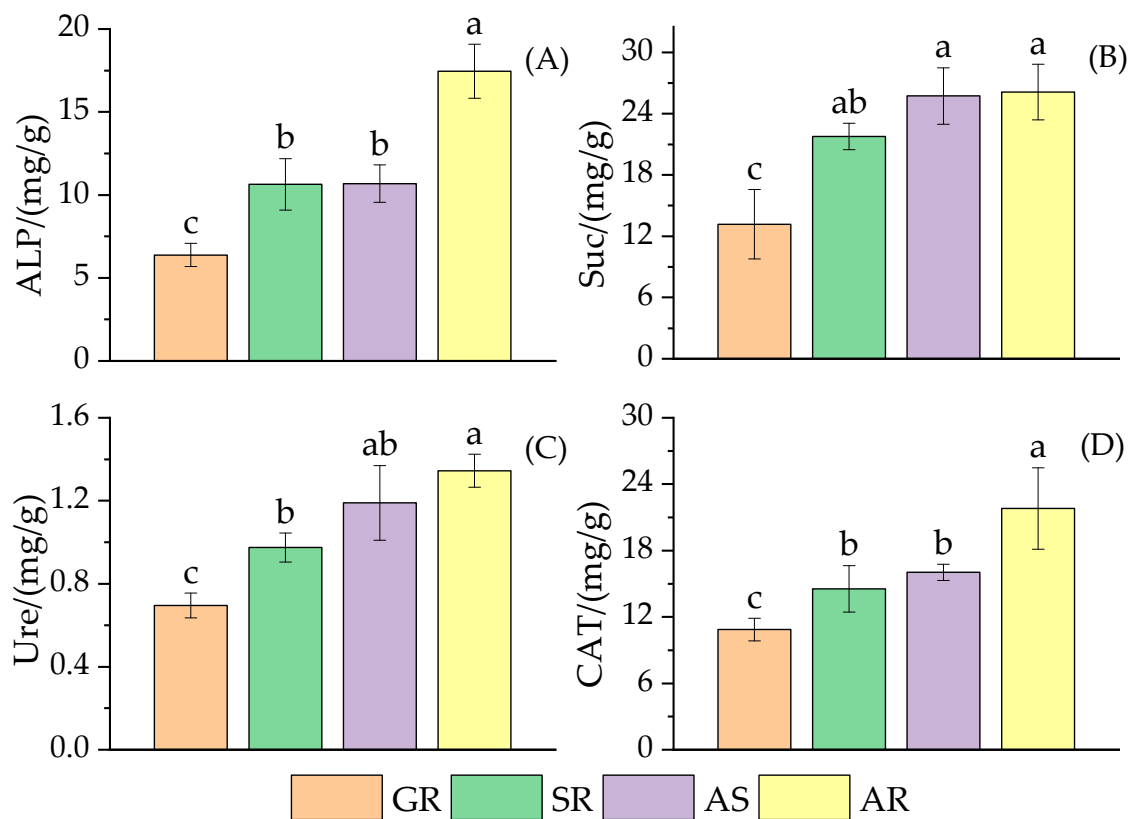 ALP/(mg/g)
20
15
10
5
0
c
b
b
a
(A)
Suc/(mg/g)
30
24
18
12
6
0
c
ab
a
a
(B)
Ure/(mg/g)
1.6
1.2
0.8
0.4
0.0
c
b
ab
a
(C)
CAT/(mg/g)
30
24
18
12
6
0
c
b
b
a
(D)
GR SR AS AR